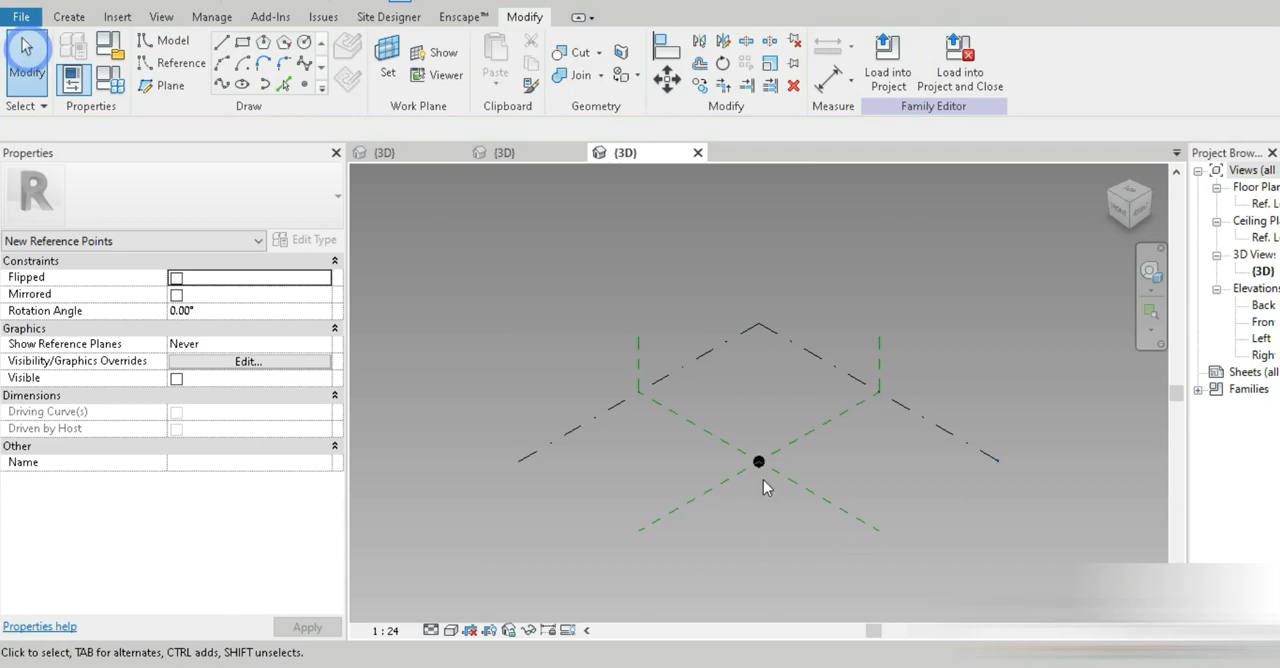 File Create Insert View Manage Add-Ins Issues Site Designer Enscape™ Modify
Modify
Select
Properties
Model
Reference
Plane
Draw
Set
Show
Viewer
Work Plane
Paste
Clipboard
Cut
Join
Geometry
Modify
Measure
Load into
Project
Load into
Project and Close
Family Editor
Properties
{3D} {3D} {3D}
Project Brow...
R
New Reference Points
Edit Type
Constraints
Flipped
Mirrored
Rotation Angle 0.00°
Graphics
Show Reference Planes Never
Visibility/Graphics Overrides Edit...
Visible
Dimensions
Driving Curve(s)
Driven by Host
Other
Name
Views (all
Floor Plan
Ref. L
Ceiling Pl
Ref. L
3D Views
{3D}
Elevations
Back
Front
Left
Right
Sheets (all
Families
Properties help
Apply
1 : 24
Click to select, TAB for alternates, CTRL adds, SHIFT unselects.